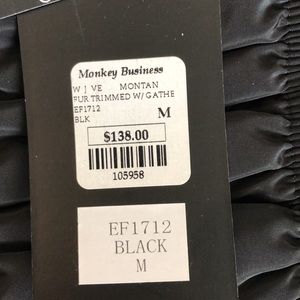 Monkey Business
W J VE MONTAN
FUR TRIMMED W/ GATHE
EF1712
BLK M
$138.00
105958
EF1712
BLACK
M